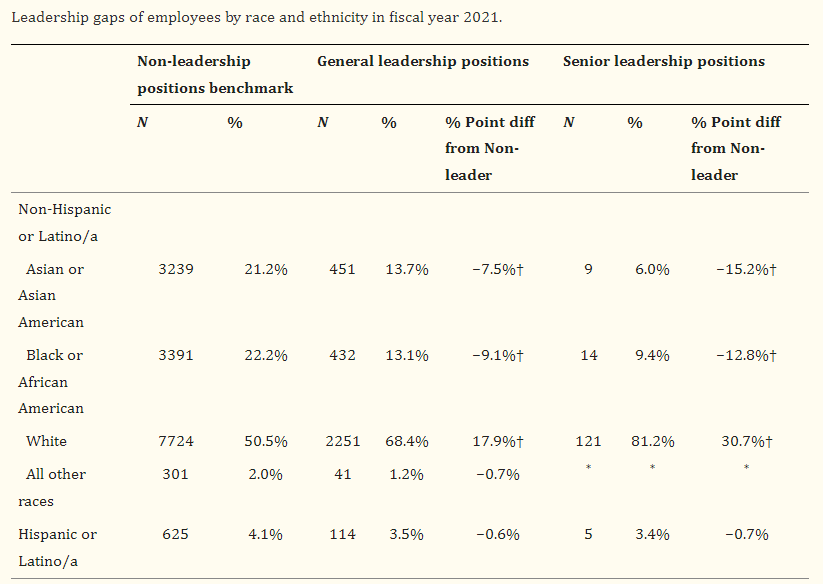 Leadership gaps of employees by race and ethnicity in fiscal year 2021.
Non-leadership positions benchmark General leadership positions Senior leadership positions
N % N % % Point diff from Non-leader N % % Point diff from Non-leader
Non-Hispanic or Latino/a
Asian or Asian American 3239 21.2% 451 13.7% −7.5%† 9 6.0% −15.2%†
Black or African American 3391 22.2% 432 13.1% −9.1%† 14 9.4% −12.8%†
White 7724 50.5% 2251 68.4% 17.9%† 121 81.2% 30.7%†
All other races 301 2.0% 41 1.2% −0.7% * * *
Hispanic or Latino/a 625 4.1% 114 3.5% −0.6% 5 3.4% −0.7%